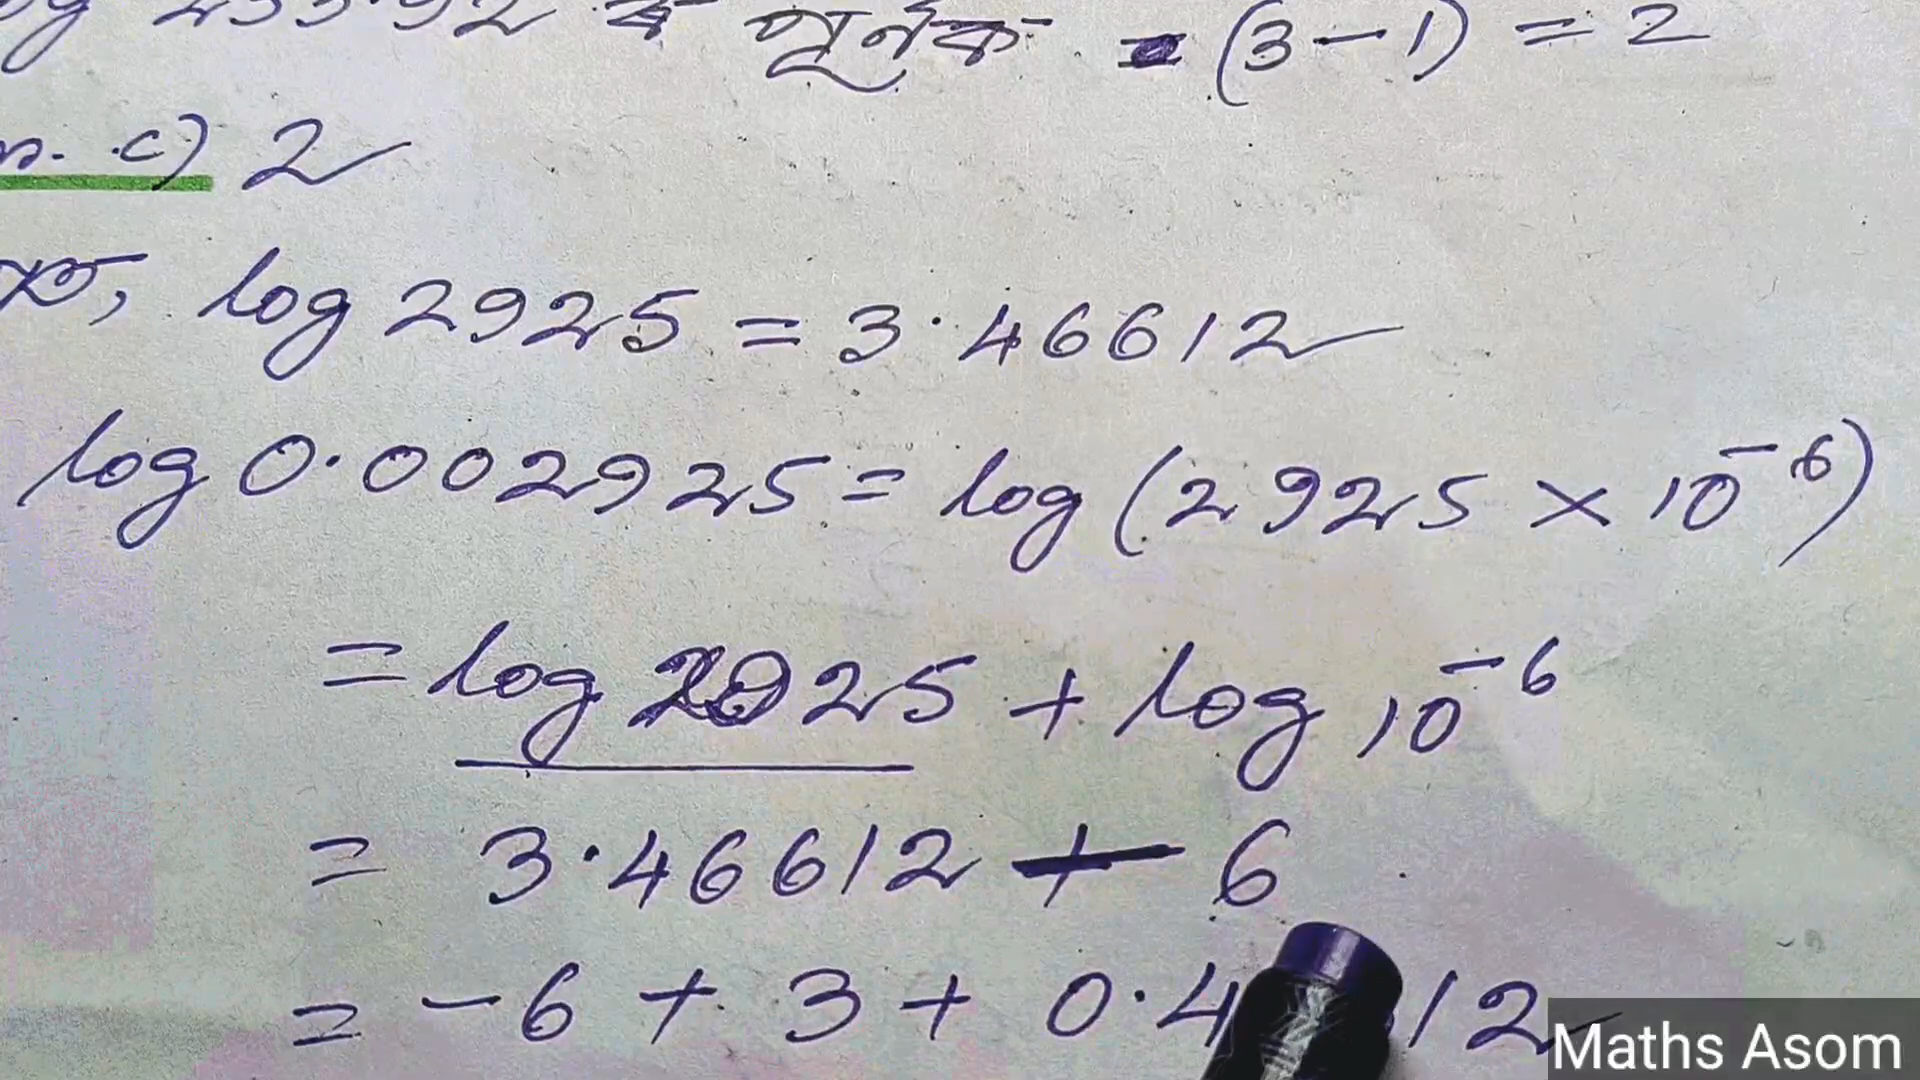 পূৰ্ণক = (3 - 1) = 2
c) 2
log 2925 = 3.46612
log 0.002925 = log (2925 × 10⁻⁶)
= log 2925 + log 10⁻⁶
= 3.46612 - 6
= -6 + 3 + 0.4 12
Maths Asom